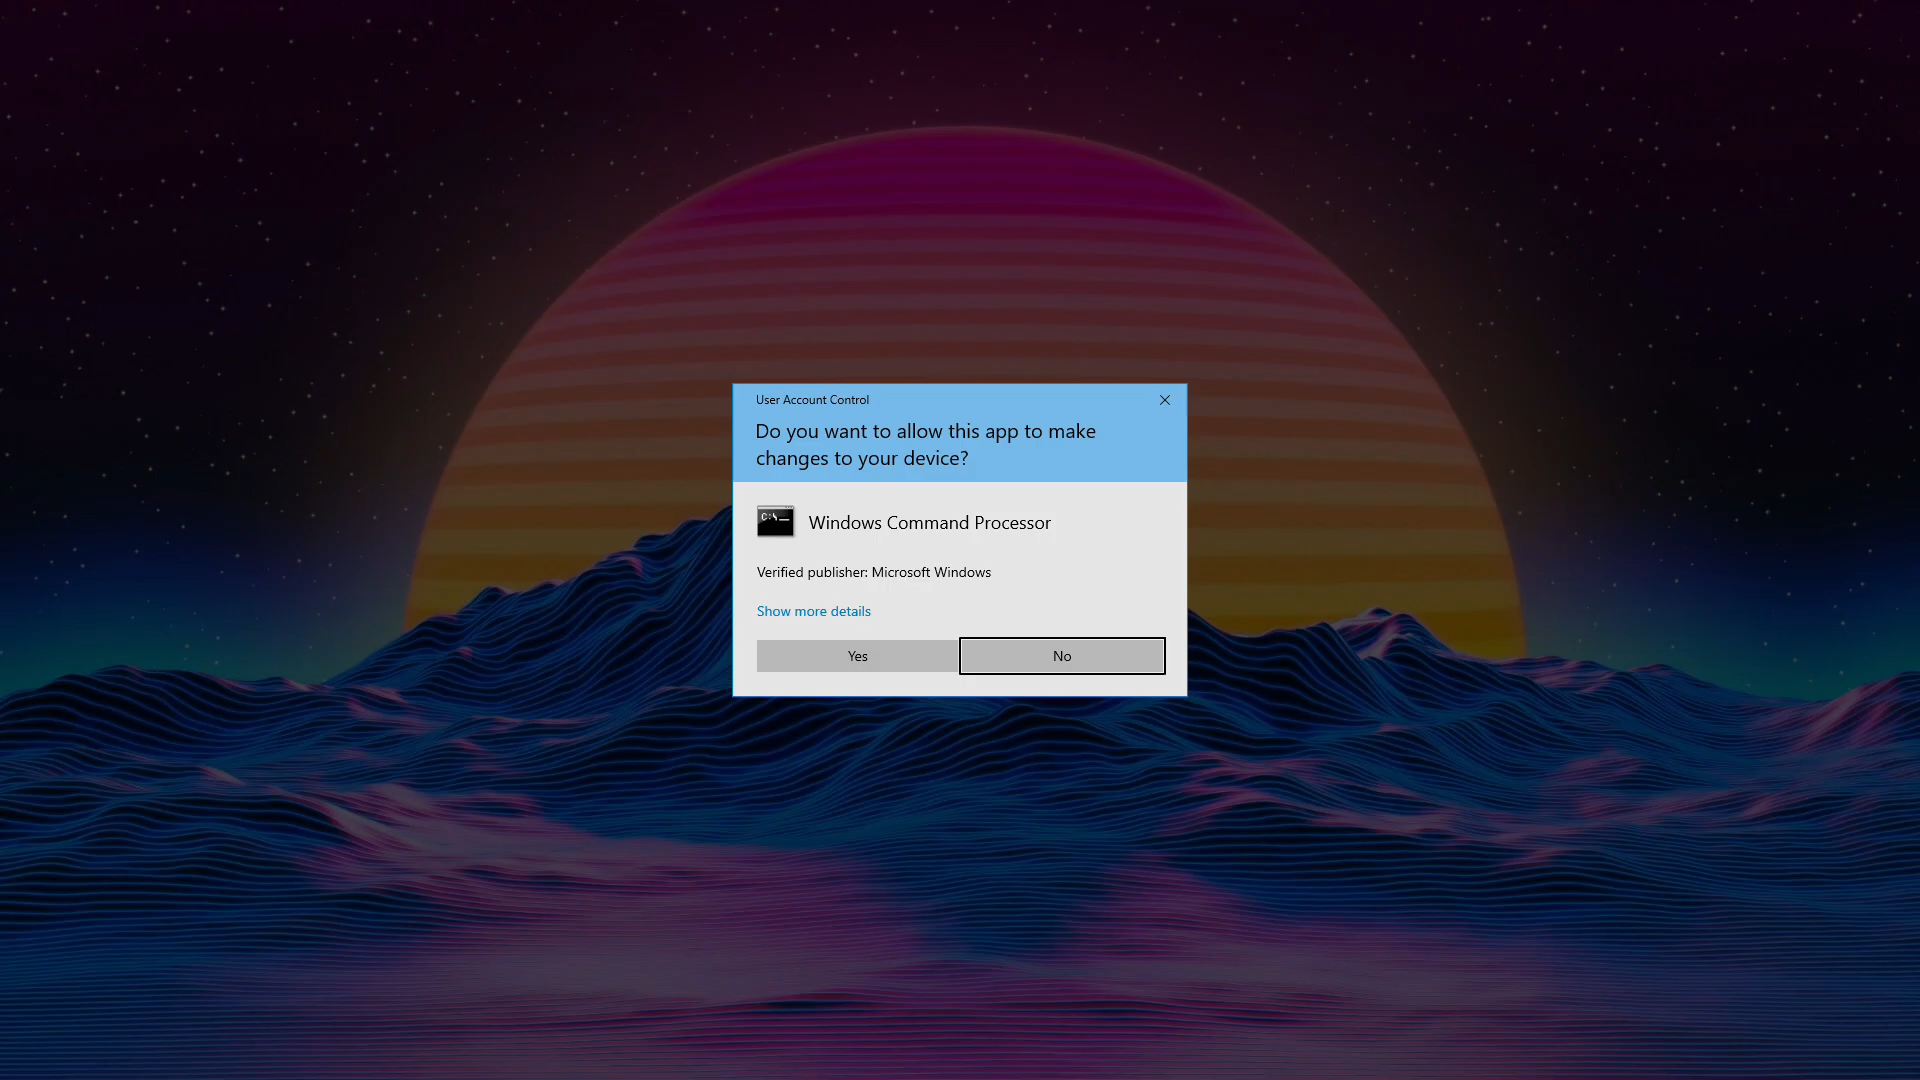 User Account Control
Do you want to allow this app to make
changes to your device?
C:\
Windows Command Processor
Verified publisher: Microsoft Windows
Show more details
Yes
No